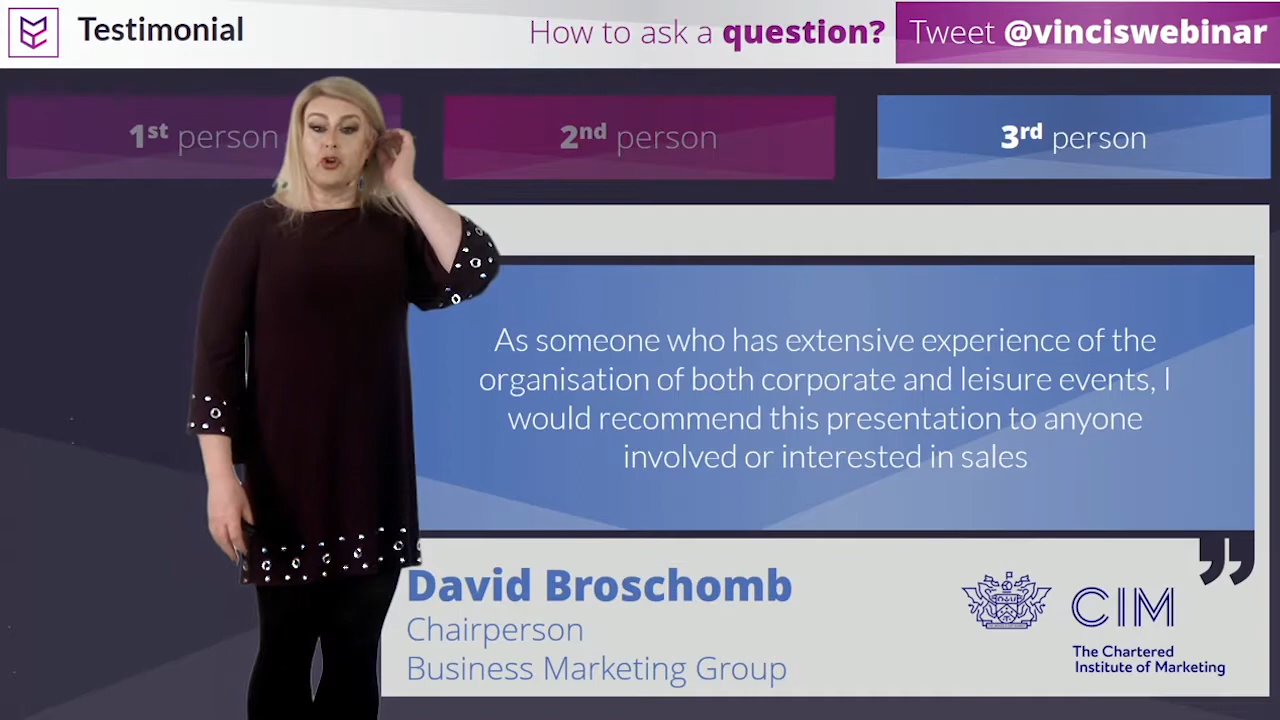 Testimonial
How to ask a question?
Tweet @vinciswebinar
1st person
2nd person
3rd person
As someone who has extensive experience of the
organisation of both corporate and leisure events, I
would recommend this presentation to anyone
involved or interested in sales
”
David Broschomb
Chairperson
Business Marketing Group
CIM
The Chartered
Institute of Marketing